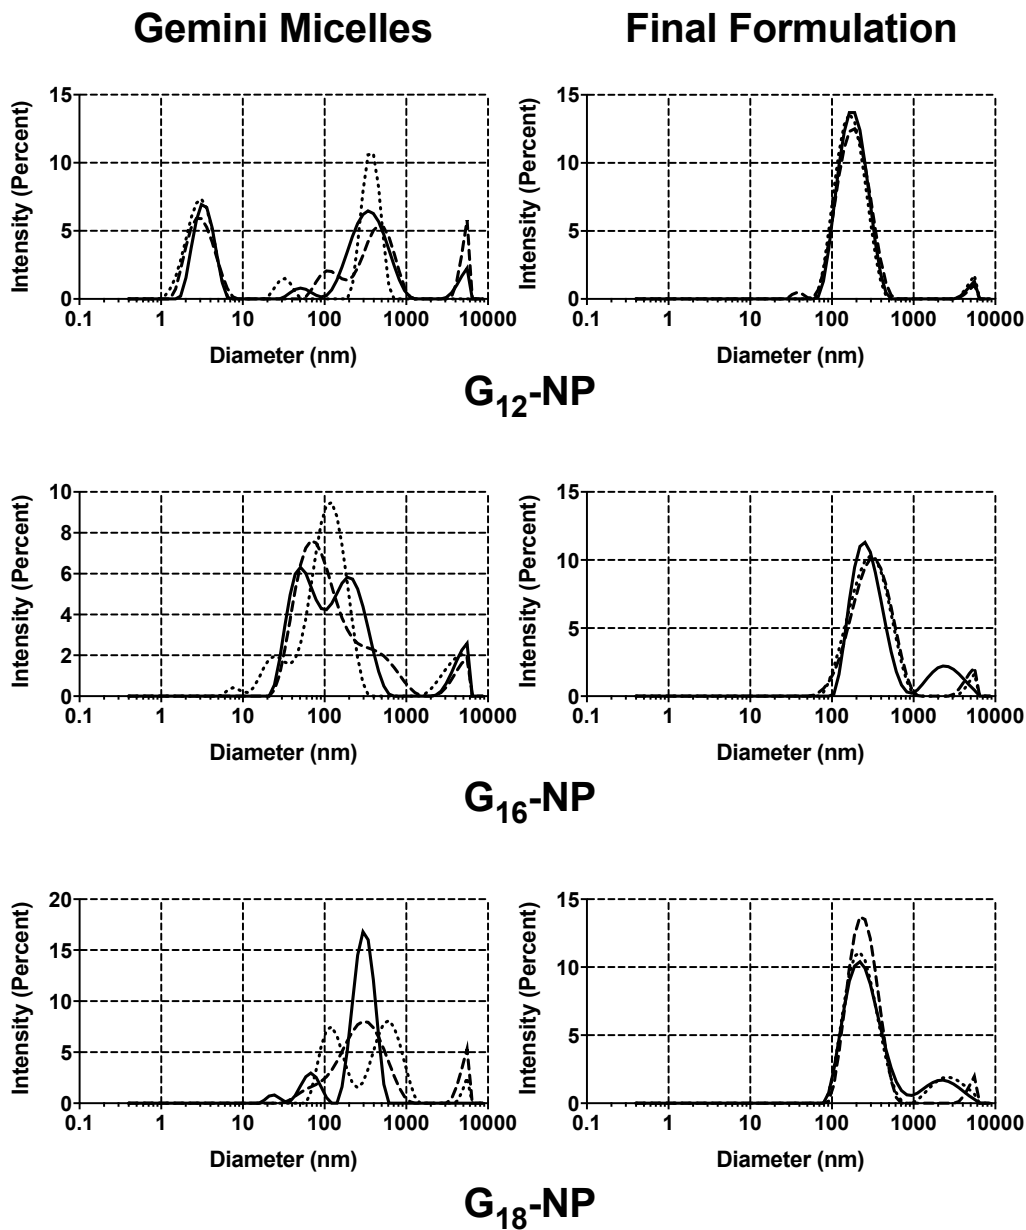 Gemini Micelles
Final Formulation
Intensity (Percent)
15
10
5
0
0.1 1 10 100 1000 10000
Diameter (nm)
Intensity (Percent)
15
10
5
0
0.1 1 10 100 1000 10000
Diameter (nm)
G12-NP
Intensity (Percent)
10
8
6
4
2
0
0.1 1 10 100 1000 10000
Diameter (nm)
Intensity (Percent)
15
10
5
0
0.1 1 10 100 1000 10000
Diameter (nm)
G16-NP
Intensity (Percent)
20
15
10
5
0
0.1 1 10 100 1000 10000
Diameter (nm)
Intensity (Percent)
15
10
5
0
0.1 1 10 100 1000 10000
Diameter (nm)
G18-NP